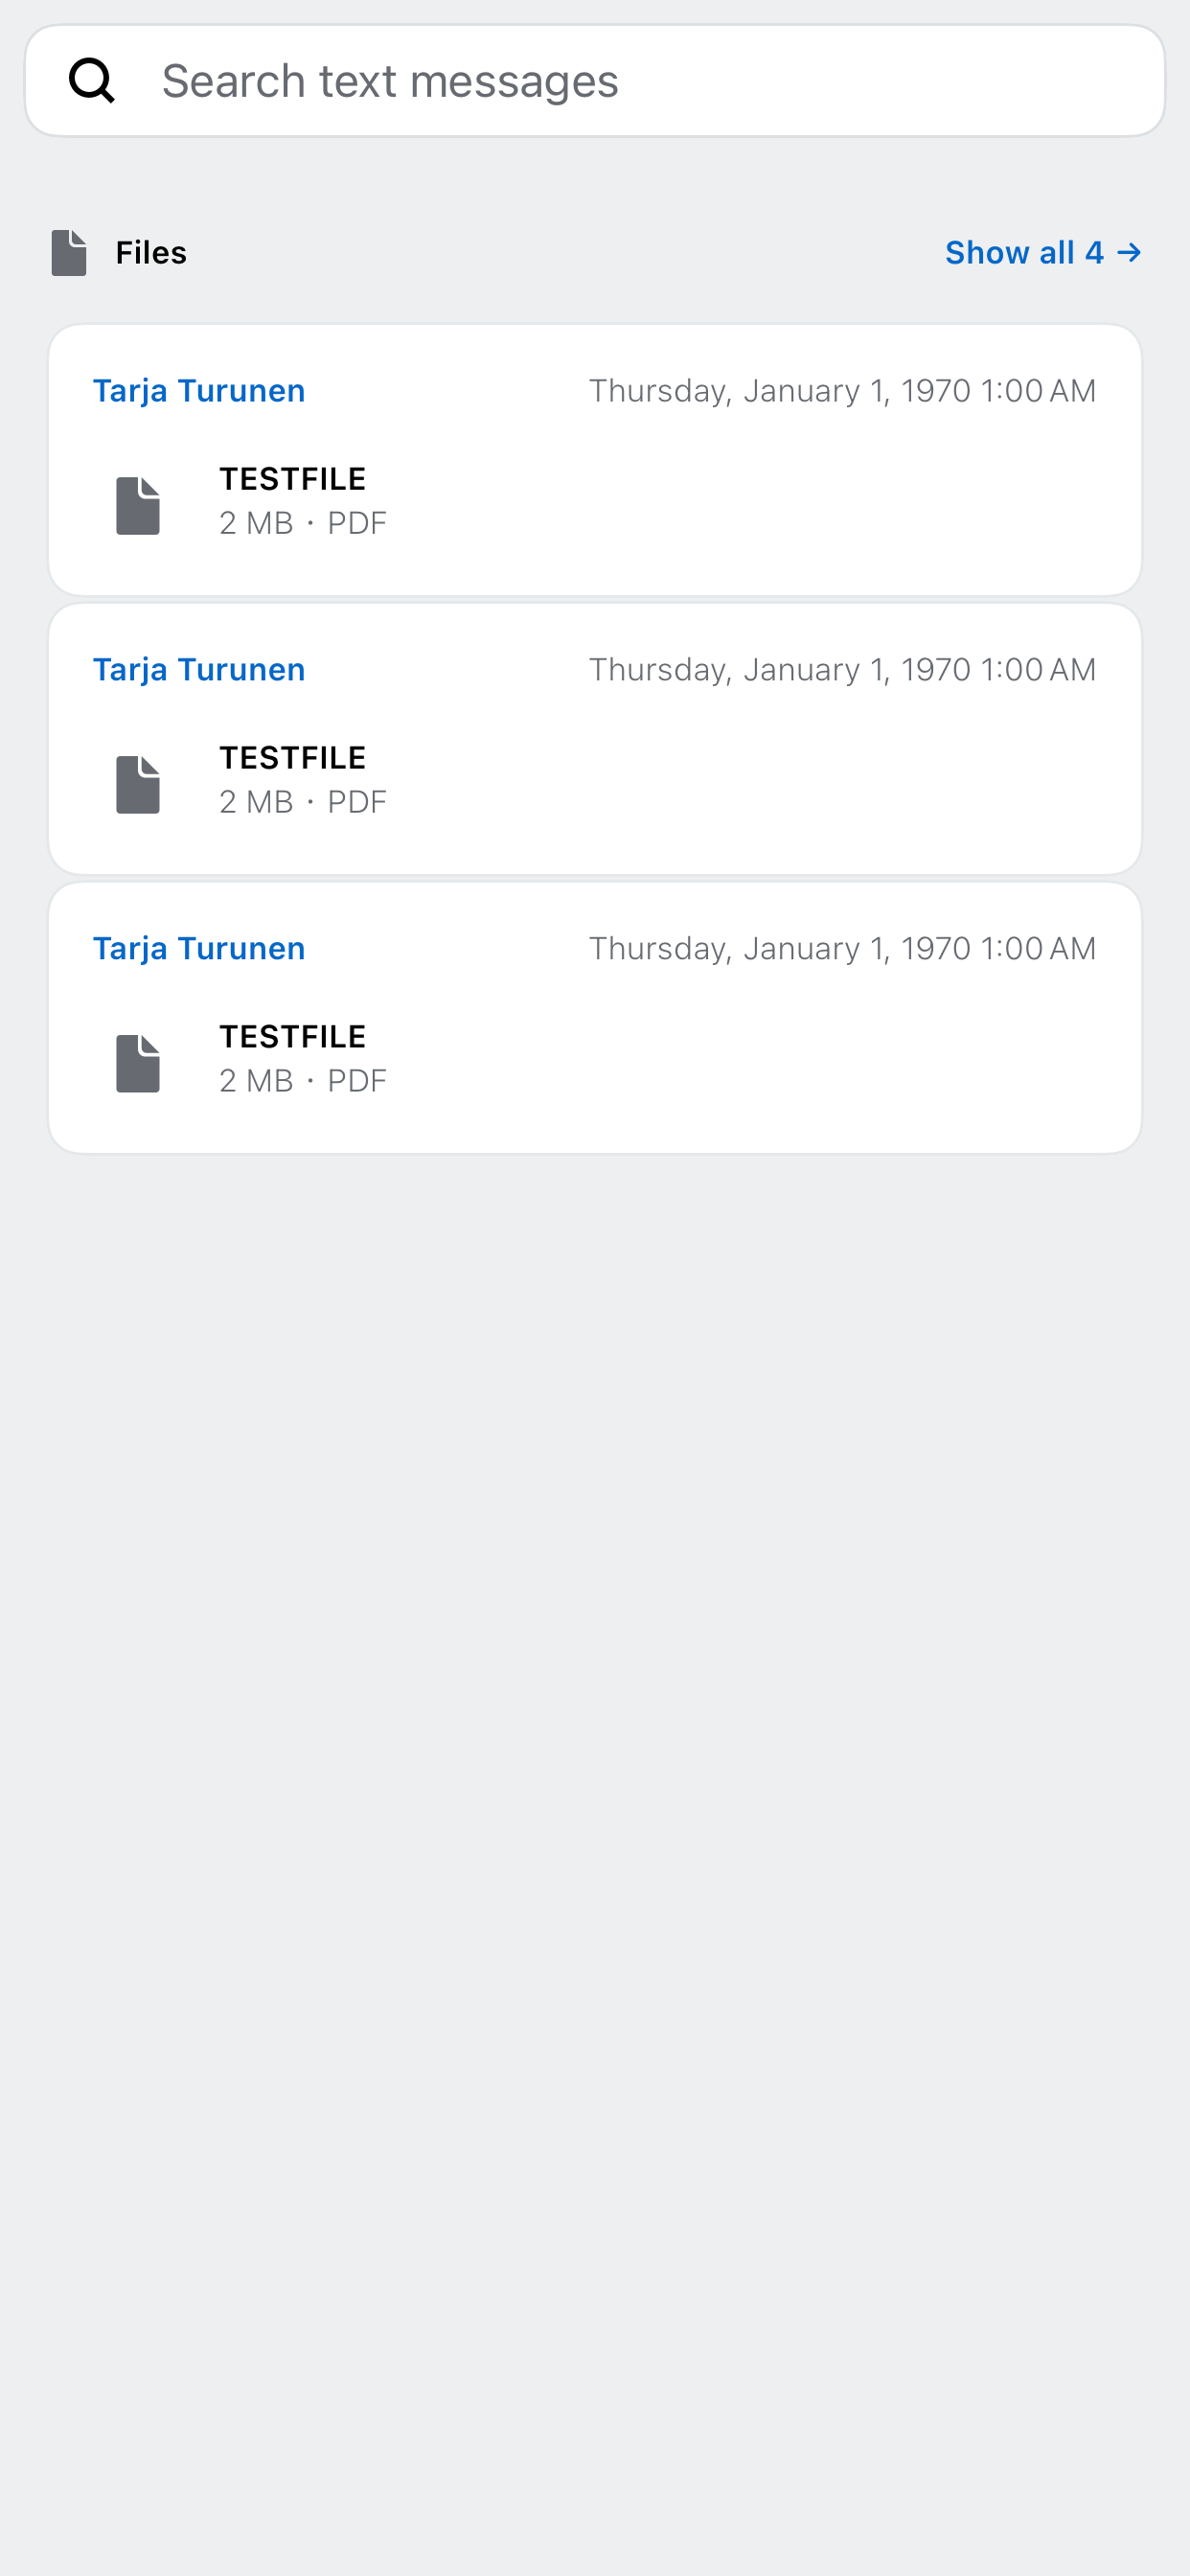 Search text messages
Files
Show all 4 →
Tarja Turunen
Thursday, January 1, 1970 1:00 AM
TESTFILE
2 MB · PDF
Tarja Turunen
Thursday, January 1, 1970 1:00 AM
TESTFILE
2 MB · PDF
Tarja Turunen
Thursday, January 1, 1970 1:00 AM
TESTFILE
2 MB · PDF